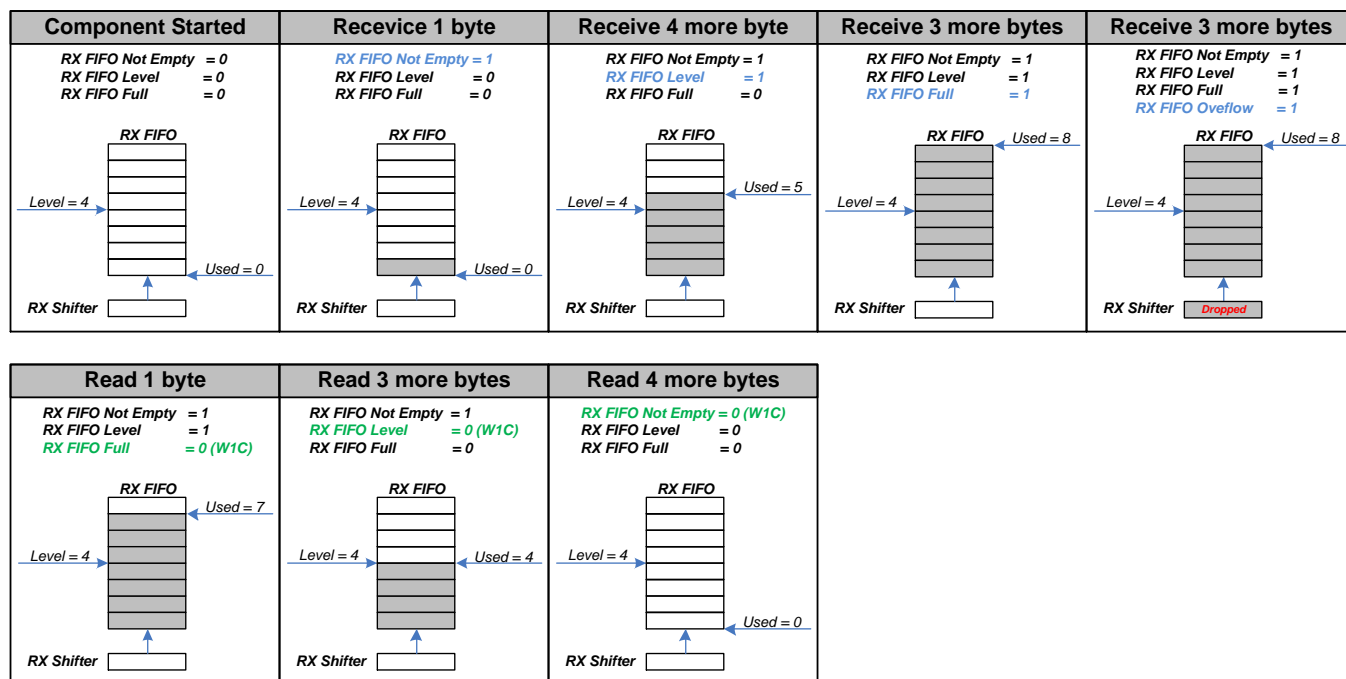 Component Started
RX FIFO Not Empty = 0
RX FIFO Level = 0
RX FIFO Full = 0
RX FIFO
Level = 4
Used = 0
RX Shifter
Recevice 1 byte
RX FIFO Not Empty = 1
RX FIFO Level = 0
RX FIFO Full = 0
RX FIFO
Level = 4
Used = 0
RX Shifter
Receive 4 more byte
RX FIFO Not Empty = 1
RX FIFO Level = 1
RX FIFO Full = 0
RX FIFO
Used = 5
Level = 4
RX Shifter
Receive 3 more bytes
RX FIFO Not Empty = 1
RX FIFO Level = 1
RX FIFO Full = 1
RX FIFO
Used = 8
Level = 4
RX Shifter
Receive 3 more bytes
RX FIFO Not Empty = 1
RX FIFO Level = 1
RX FIFO Full = 1
RX FIFO Oveflow = 1
RX FIFO
Used = 8
Level = 4
RX Shifter
Dropped
Read 1 byte
RX FIFO Not Empty = 1
RX FIFO Level = 1
RX FIFO Full = 0 (W1C)
RX FIFO
Used = 7
Level = 4
RX Shifter
Read 3 more bytes
RX FIFO Not Empty = 1
RX FIFO Level = 0 (W1C)
RX FIFO Full = 0
RX FIFO
Level = 4
Used = 4
RX Shifter
Read 4 more bytes
RX FIFO Not Empty = 0 (W1C)
RX FIFO Level = 0
RX FIFO Full = 0
RX FIFO
Level = 4
Used = 0
RX Shifter